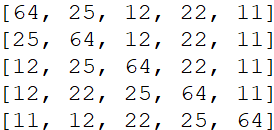 [64, 25, 12, 22, 11]
[25, 64, 12, 22, 11]
[12, 25, 64, 22, 11]
[12, 22, 25, 64, 11]
[11, 12, 22, 25, 64]